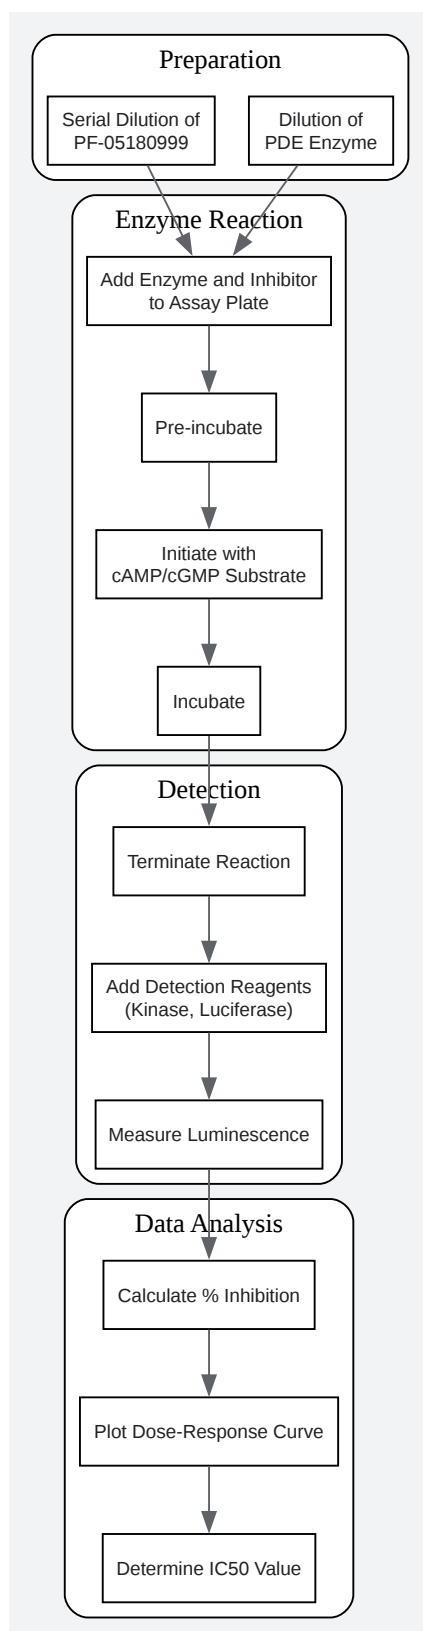 Preparation
Serial Dilution of
PF-05180999
Dilution of
PDE Enzyme
Enzyme Reaction
Add Enzyme and Inhibitor
to Assay Plate
Pre-incubate
Initiate with
cAMP/cGMP Substrate
Incubate
Detection
Terminate Reaction
Add Detection Reagents
(Kinase, Luciferase)
Measure Luminescence
Data Analysis
Calculate % Inhibition
Plot Dose-Response Curve
Determine IC50 Value